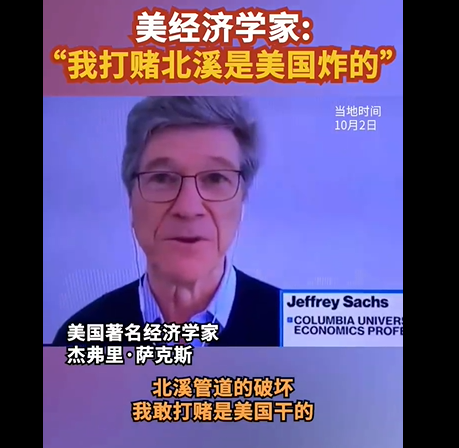 美经济学家:
“我打赌北溪是美国炸的”
当地时间
10月2日
Jeffrey Sachs
COLUMBIA UNIVERS
ECONOMICS PROFE
美国著名经济学家
杰弗里·萨克斯
北溪管道的破坏
我敢打赌是美国干的